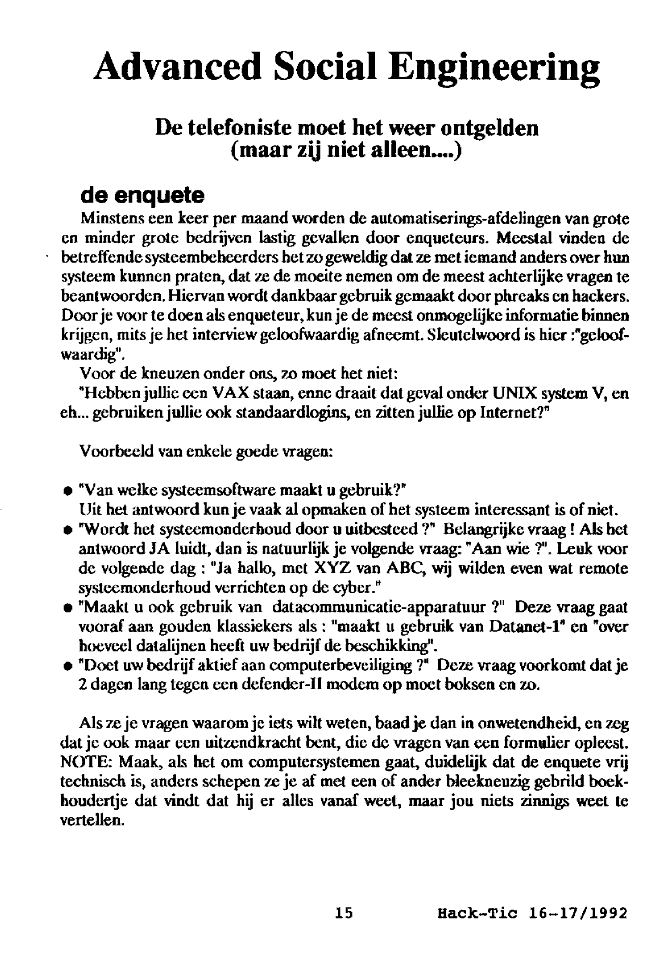 Advanced Social Engineering
De telefoniste moet het weer ontgelden
(maar zij niet alleen....)
de enquete
Minstens een keer per maand worden de automatiserings-afdelingen van grote
en minder grote bedrijven lastig gevallen door enqueteurs. Meestal vinden de
betreffende systeembeheerders het zo geweldig dat ze met iemand anders over hun
systeem kunnen praten, dat ze de moeite nemen om de meest achterlijke vragen te
beantwoorden. Hiervan wordt dankbaar gebruik gemaakt door phreaks en hackers.
Door je voor te doen als enqueteur, kun je de meest onmogelijke informatie binnen
krijgen, mits je het interview geloofwaardig afneemt. Sleutelwoord is hier :"geloof-
waardig".
Voor de kneuzen onder ons, zo moet het niet:
"Hebben jullie een VAX staan, enne draait dat geval onder UNIX system V, en
eh... gebruiken jullie ook standaardlogins, en zitten jullie op Internet?"
Voorbeeld van enkele goede vragen:
● "Van welke systeemsoftware maakt u gebruik?"
Uit het antwoord kun je vaak al opmaken of het systeem interessant is of niet.
● "Wordt het systeemonderhoud door u uitbesteed ?" Belangrijke vraag ! Als het
antwoord JA luidt, dan is natuurlijk je volgende vraag: "Aan wie ?". Leuk voor
de volgende dag : "Ja hallo, met XYZ van ABC, wij wilden even wat remote
systeemonderhoud verrichten op de cyber."
● "Maakt u ook gebruik van datacommunicatie-apparatuur ?" Deze vraag gaat
vooraf aan gouden klassiekers als : "maakt u gebruik van Datanet-1" en "over
hoeveel datalijnen heeft uw bedrijf de beschikking".
● "Doet uw bedrijf aktief aan computerbeveiliging ?" Deze vraag voorkomt dat je
2 dagen lang tegen een defender-II modem op moet boksen en zo.
Als ze je vragen waarom je iets wilt weten, baad je dan in onwetendheid, en zeg
dat je ook maar een uitzendkracht bent, die de vragen van een formulier opleest.
NOTE: Maak, als het om computersystemen gaat, duidelijk dat de enquete vrij
technisch is, anders schepen ze je af met een of ander bleekneuzig gebrild boek-
houdertje dat vindt dat hij er alles vanaf weet, maar jou niets zinnigs weet te
vertellen.
15 Hack-Tic 16-17/1992